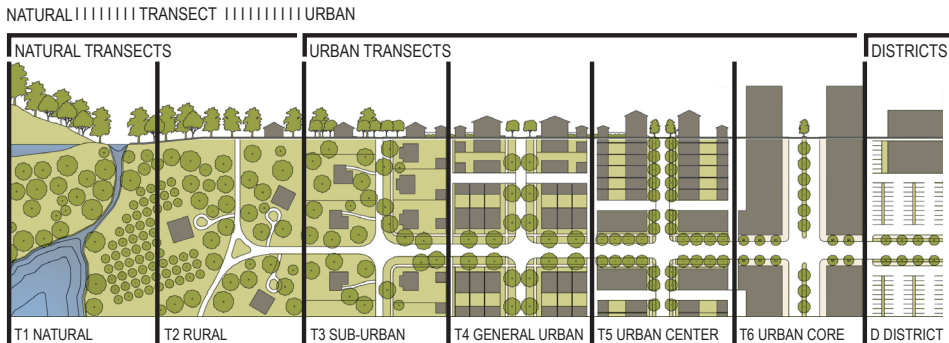 NATURAL I I I I I I I I I TRANSECT I I I I I I I I I I URBAN
NATURAL TRANSECTS
URBAN TRANSECTS
DISTRICTS
T1 NATURAL
T2 RURAL
T3 SUB-URBAN
T4 GENERAL URBAN
T5 URBAN CENTER
T6 URBAN CORE
D DISTRICT